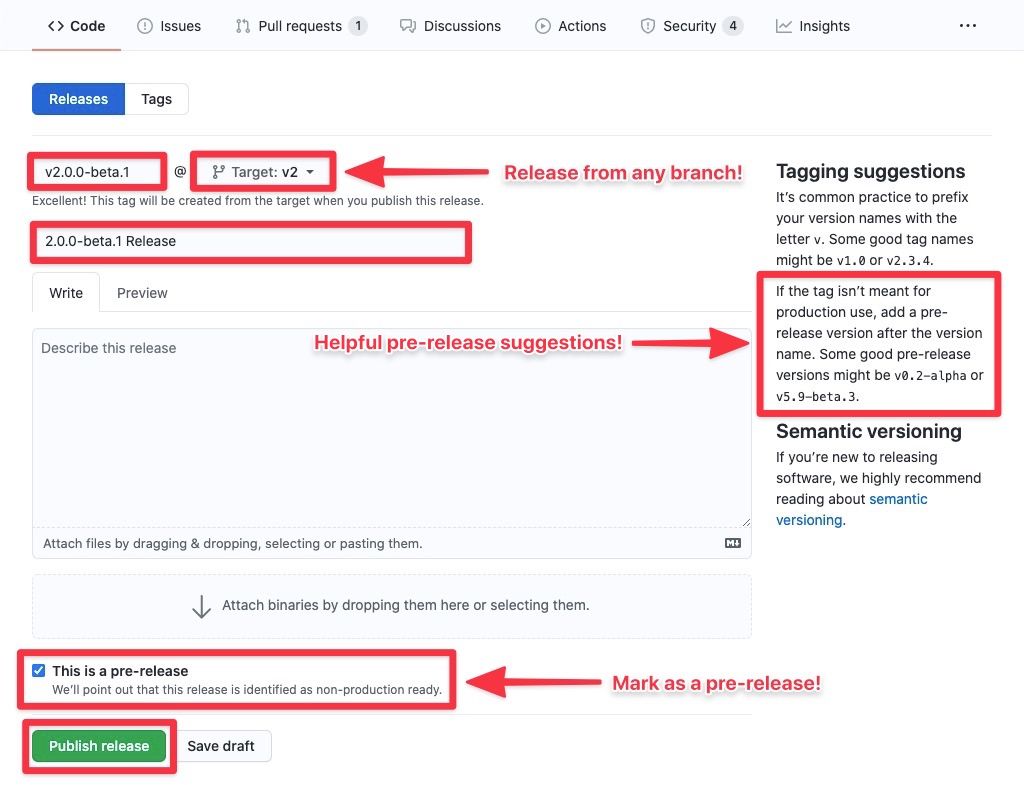 <> Code Issues Pull requests 1 Discussions Actions Security 4 Insights ...
Releases Tags
v2.0.0-beta.1 @ Target: v2 Release from any branch!
Excellent! This tag will be created from the target when you publish this release.
2.0.0-beta.1 Release
Write Preview
Describe this release
Helpful pre-release suggestions!
Attach files by dragging & dropping, selecting or pasting them. M↓
Attach binaries by dropping them here or selecting them.
This is a pre-release
We'll point out that this release is identified as non-production ready.
Mark as a pre-release!
Publish release Save draft
Tagging suggestions
It's common practice to prefix
your version names with the
letter v. Some good tag names
might be v1.0 or v2.3.4.
If the tag isn't meant for
production use, add a pre-
release version after the version
name. Some good pre-release
versions might be v0.2-alpha or
v5.9-beta.3.
Semantic versioning
If you're new to releasing
software, we highly recommend
reading about semantic
versioning.